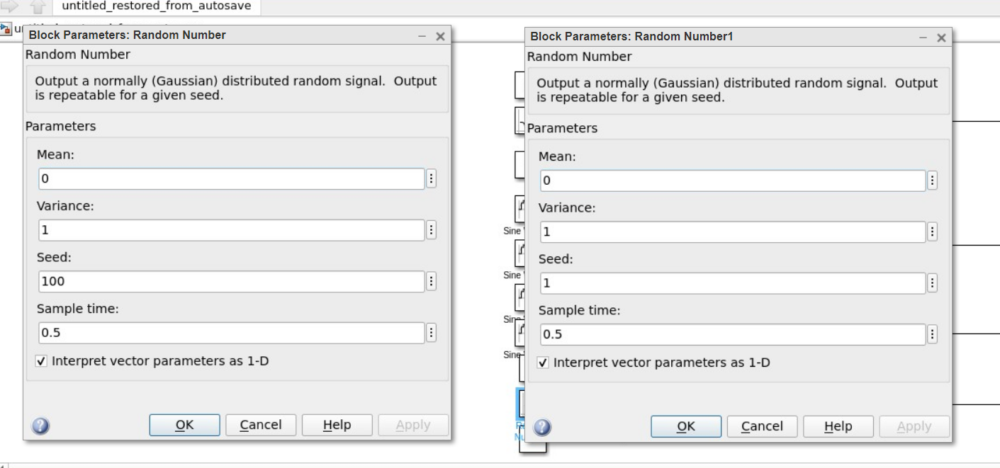 untitled_restored_from_autosave
Block Parameters: Random Number
Random Number
Output a normally (Gaussian) distributed random signal.  Output
is repeatable for a given seed.
Parameters
Mean:
0
Variance:
1
Seed:
100
Sample time:
0.5
Interpret vector parameters as 1-D
OK
Cancel
Help
Apply
Block Parameters: Random Number1
Random Number
Output a normally (Gaussian) distributed random signal.  Output
is repeatable for a given seed.
Parameters
Mean:
0
Variance:
1
Seed:
1
Sample time:
0.5
Interpret vector parameters as 1-D
OK
Cancel
Help
Apply
Sine
Sine
Sine
Sine